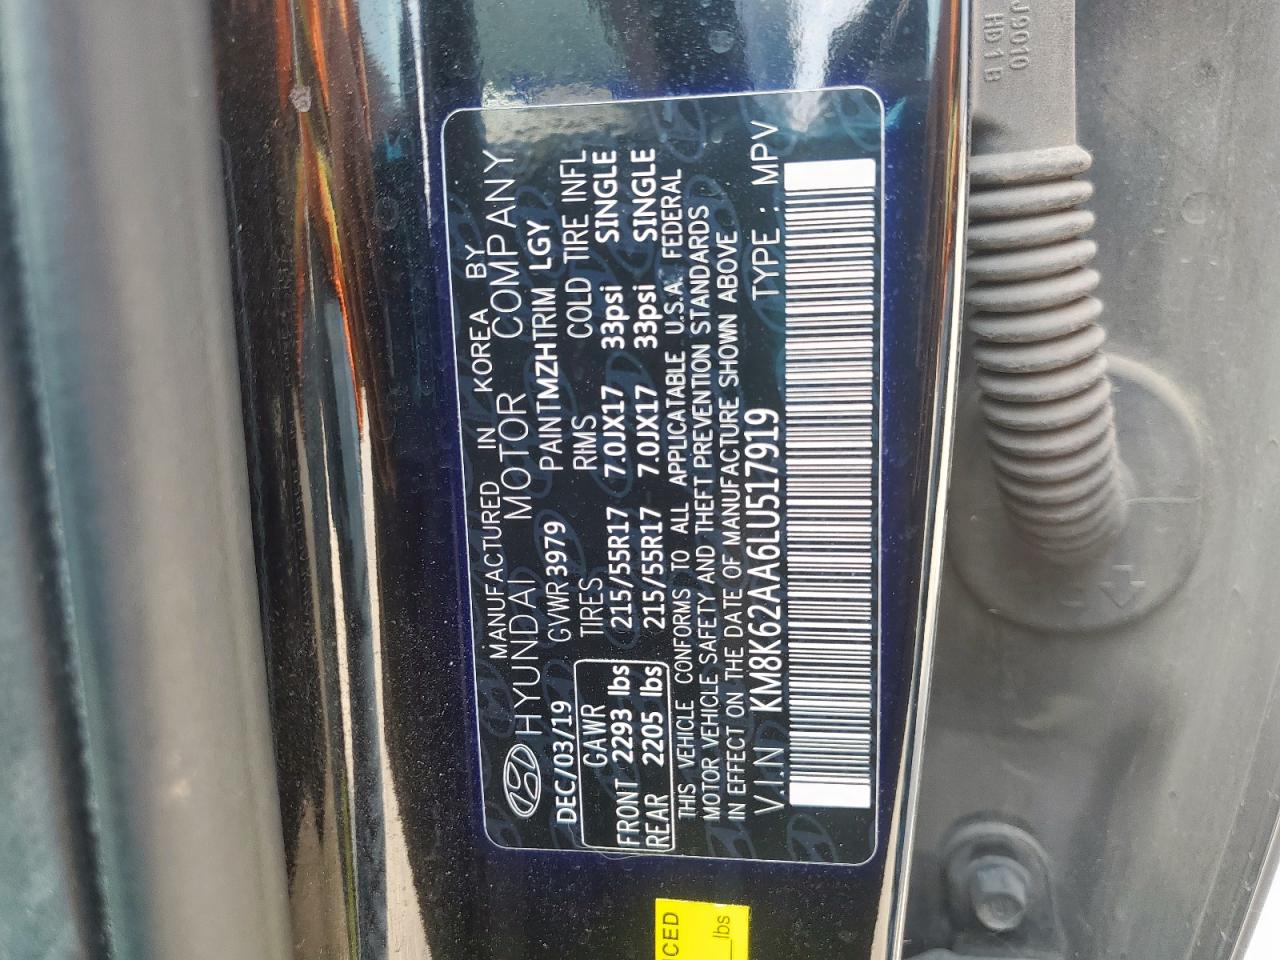 MANUFACTURED IN KOREA BY
HYUNDAI MOTOR COMPANY
DEC/03/19 GVWR 3979 PAINT MZH TRIM LGY
GAWR TIRES RIMS COLD TIRE INFL
FRONT 2293 lbs 215/55R17 7.0JX17 33psi SINGLE
REAR 2205 lbs 215/55R17 7.0JX17 33psi SINGLE
THIS VEHICLE CONFORMS TO ALL APPLICATABLE U.S.A. FEDERAL
MOTOR VEHICLE SAFETY AND THEFT PREVENTION STANDARDS
IN EFFECT ON THE DATE OF MANUFACTURE SHOWN ABOVE
V.I.N KM8K62AA6LU517919 TYPE : MPV
J9010
HD 1 B
CED
lbs